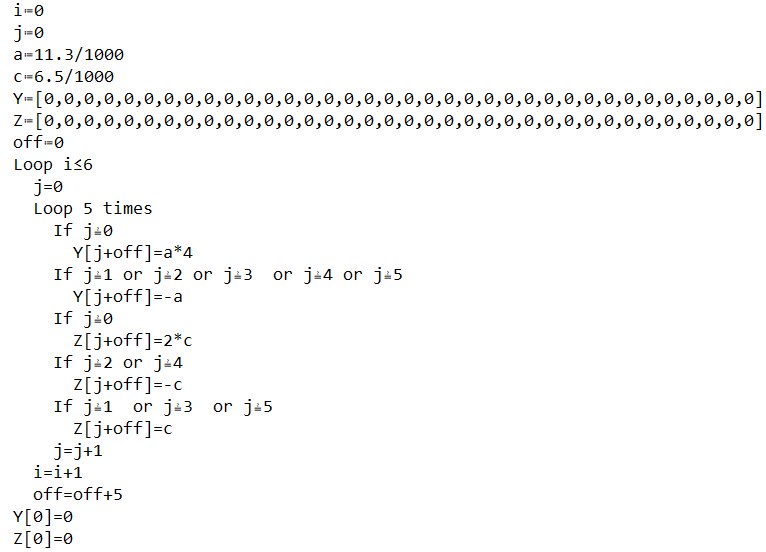 i≔0
j≔0
a≔11.3/1000
c≔6.5/1000
Y≔[0,0,0,0,0,0,0,0,0,0,0,0,0,0,0,0,0,0,0,0,0,0,0,0,0,0,0,0,0,0,0,0,0,0,0,0]
Z≔[0,0,0,0,0,0,0,0,0,0,0,0,0,0,0,0,0,0,0,0,0,0,0,0,0,0,0,0,0,0,0,0,0,0,0,0]
off≔0
Loop i≤6
  j=0
  Loop 5 times
    If j≟0
      Y[j+off]=a*4
    If j≟1 or j≟2 or j≟3  or j≟4 or j≟5
      Y[j+off]=-a
    If j≟0
      Z[j+off]=2*c
    If j≟2 or j≟4
      Z[j+off]=-c
    If j≟1  or j≟3  or j≟5
      Z[j+off]=c
    j=j+1
  i=i+1
  off=off+5
Y[0]=0
Z[0]=0